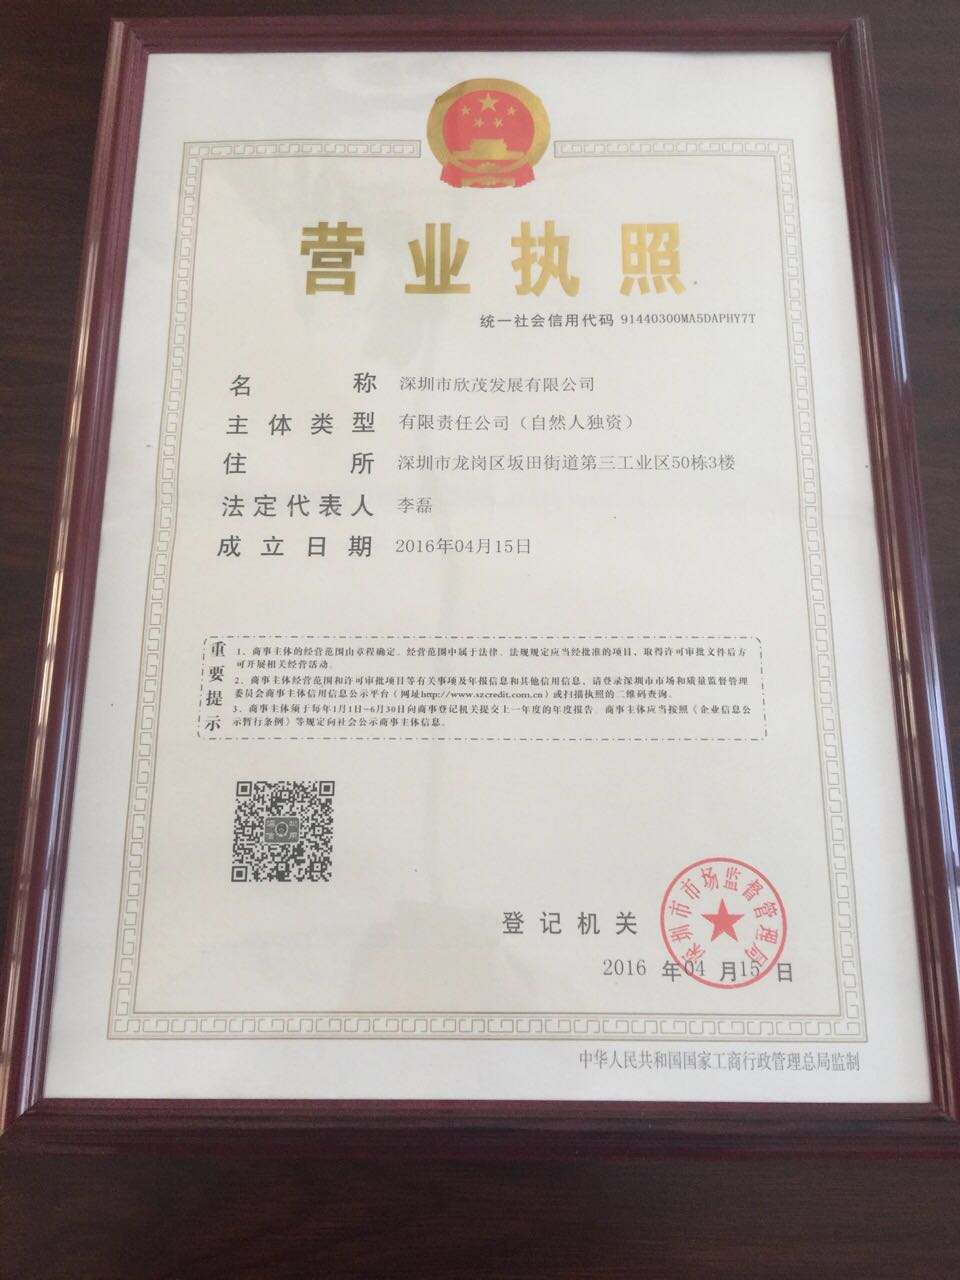 营业执照
统一社会信用代码 91440300MA5DAPHY7T
名称 深圳市欣茂发展有限公司
主体类型 有限责任公司（自然人独资）
住所 深圳市龙岗区坂田街道第三工业区50栋3楼
法定代表人 李磊
成立日期 2016年04月15日
重要提示
1、商事主体的经营范围由章程确定。经营范围中属于法律、法规规定应当经批准的项目，取得许可审批文件后方
可开展相关经营活动。
2、商事主体经营范围和许可审批项目等有关事项及年报信息和其他信用信息，请登录深圳市市场和质量监督管理
委员会商事主体信用信息公示平台（网址http://www.szcredit.com.cn）或扫描执照的二维码查询。
3、商事主体须于每年1月1日~6月30日向商事登记机关提交上一年度的年度报告。商事主体应当按照《企业信息公
示暂行条例》等规定向社会公示商事主体信息。
登记机关
深圳市市场监督管理局
2016 年04 月15 日
中华人民共和国国家工商行政管理总局监制